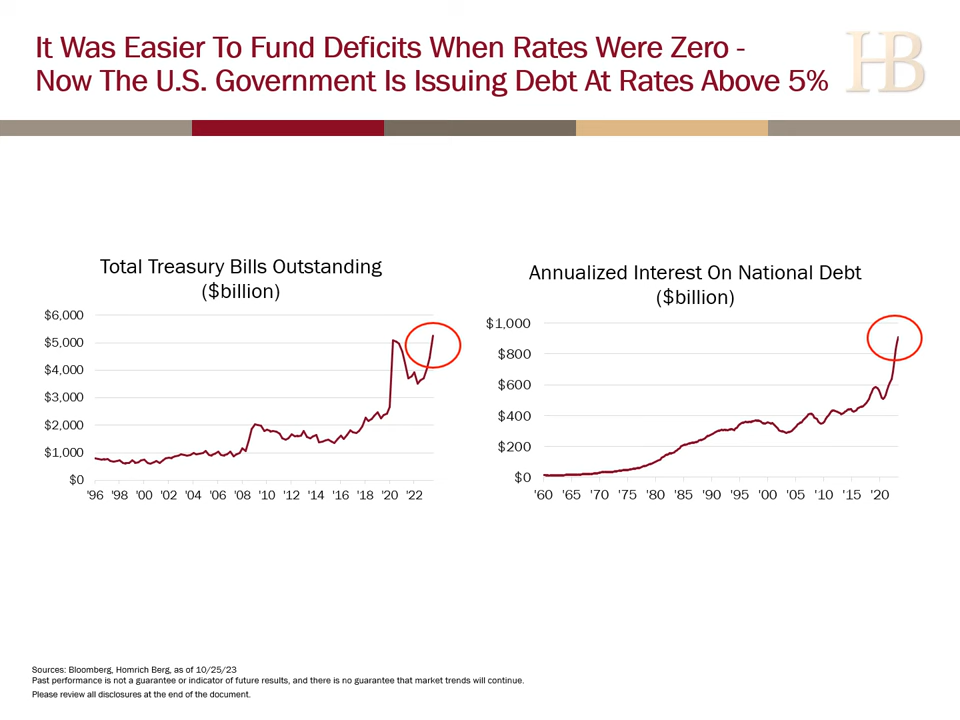 It Was Easier To Fund Deficits When Rates Were Zero -
Now The U.S. Government Is Issuing Debt At Rates Above 5%
HB
Total Treasury Bills Outstanding
($billion)
$6,000
$5,000
$4,000
$3,000
$2,000
$1,000
$0
'96 '98 '00 '02 '04 '06 '08 '10 '12 '14 '16 '18 '20 '22
Annualized Interest On National Debt
($billion)
$1,000
$800
$600
$400
$200
$0
'60 '65 '70 '75 '80 '85 '90 '95 '00 '05 '10 '15 '20
Sources: Bloomberg, Homrich Berg, as of 10/25/23
Past performance is not a guarantee or indicator of future results, and there is no guarantee that market trends will continue.
Please review all disclosures at the end of the document.